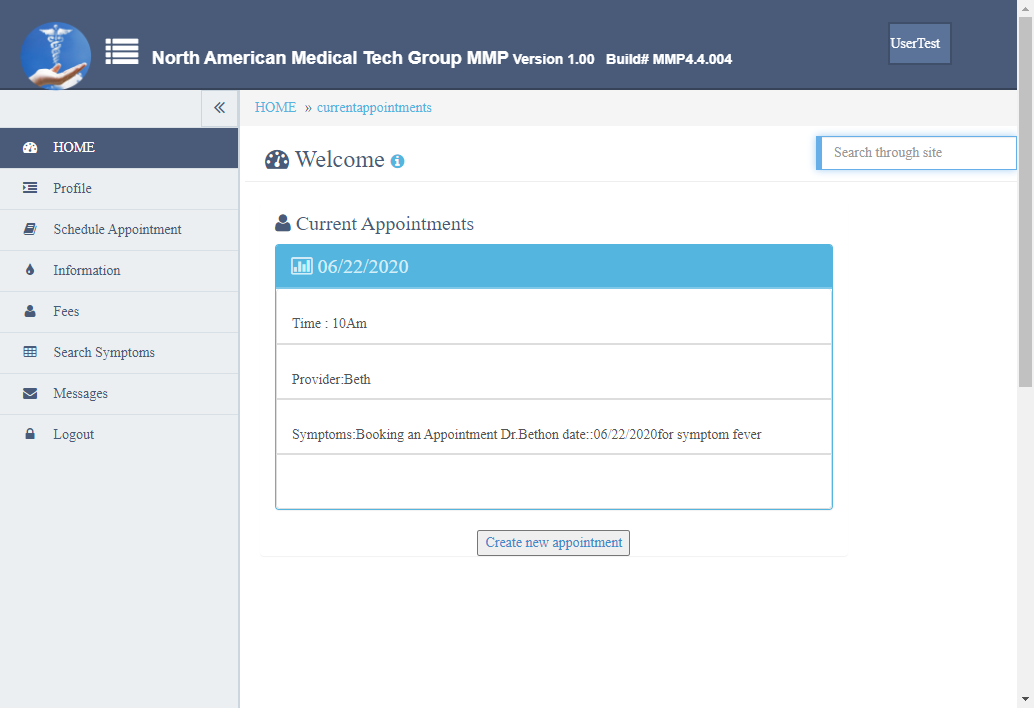 North American Medical Tech Group MMP Version 1.00 Build# MMP4.4.004
UserTest
HOME » currentappointments
HOME
Profile
Schedule Appointment
Information
Fees
Search Symptoms
Messages
Logout
Welcome
Search through site
Current Appointments
06/22/2020
Time : 10Am
Provider:Beth
Symptoms:Booking an Appointment Dr.Bethon date::06/22/2020for symptom fever
Create new appointment